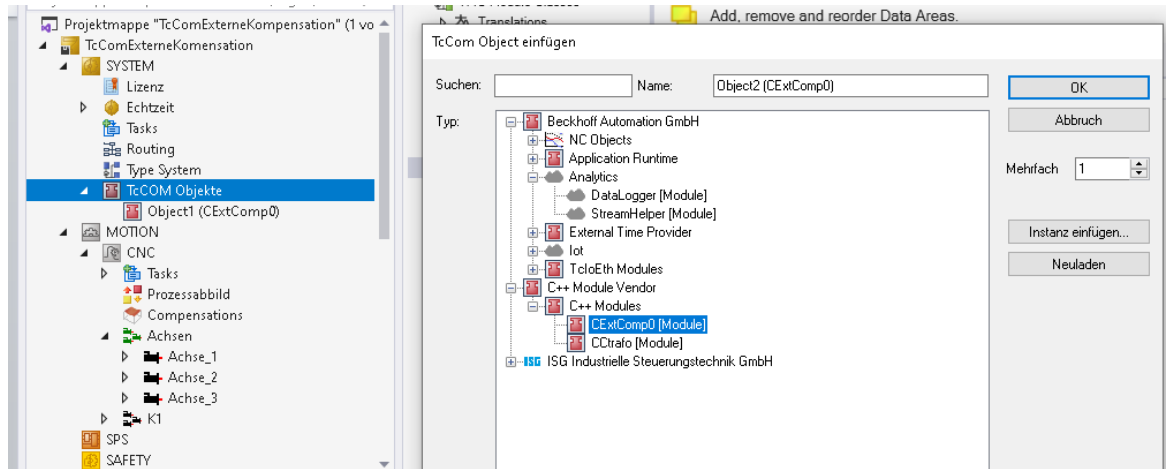 Projektmappe "TcComExterneKompensation" (1 vo
TcComExterneKomensation
SYSTEM
Lizenz
Echtzeit
Tasks
Routing
Type System
TcCOM Objekte
Object1 (CExtComp0)
MOTION
CNC
Tasks
Prozessabbild
Compensations
Achsen
Achse_1
Achse_2
Achse_3
K1
SPS
SAFETY
Translations
Add, remove and reorder Data Areas.
TcCom Object einfügen
Suchen:
Name:
Object2 (CExtComp0)
OK
Typ:
Beckhoff Automation GmbH
NC Objects
Application Runtime
Analytics
DataLogger [Module]
StreamHelper [Module]
External Time Provider
Iot
TcIoEth Modules
C++ Module Vendor
C++ Modules
CExtComp0 [Module]
CCtrafo [Module]
ISG ISG Industrielle Steuerungstechnik GmbH
Abbruch
Mehrfach 1
Instanz einfügen...
Neuladen